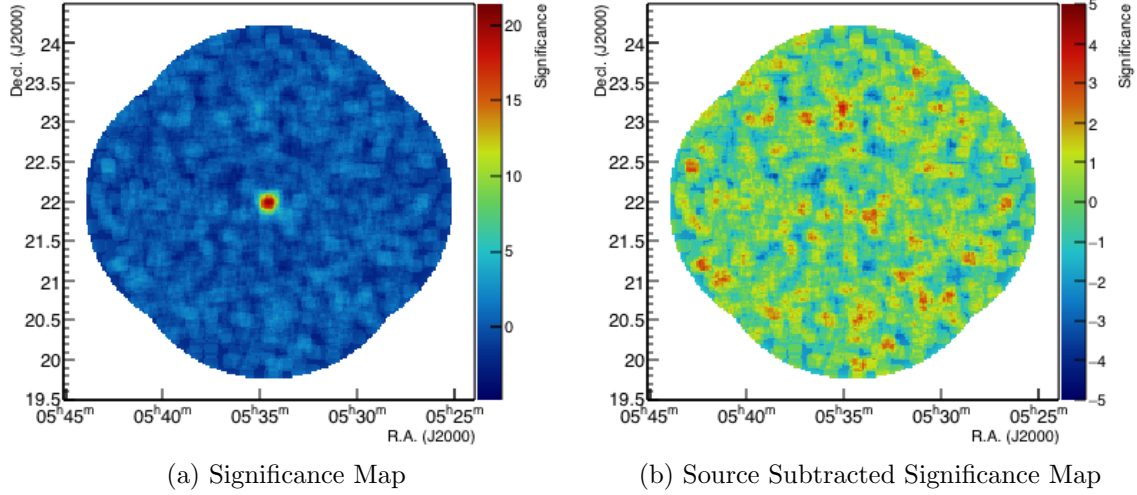 Decl. (J2000)
24
23.5
23
22.5
22
21.5
21
20.5
20
19.5
05ʰ45ᵐ
05ʰ40ᵐ
05ʰ35ᵐ
05ʰ30ᵐ
05ʰ24ᵐ
R.A. (J2000)
20
15
10
5
0
Significance
(a) Significance Map
Decl. (J2000)
24
23.5
23
22.5
22
21.5
21
20.5
20
19.5
05ʰ45ᵐ
05ʰ40ᵐ
05ʰ35ᵐ
05ʰ30ᵐ
05ʰ24ᵐ
R.A. (J2000)
5
4
3
2
1
0
−1
−2
−3
−4
−5
Significance
(b) Source Subtracted Significance Map